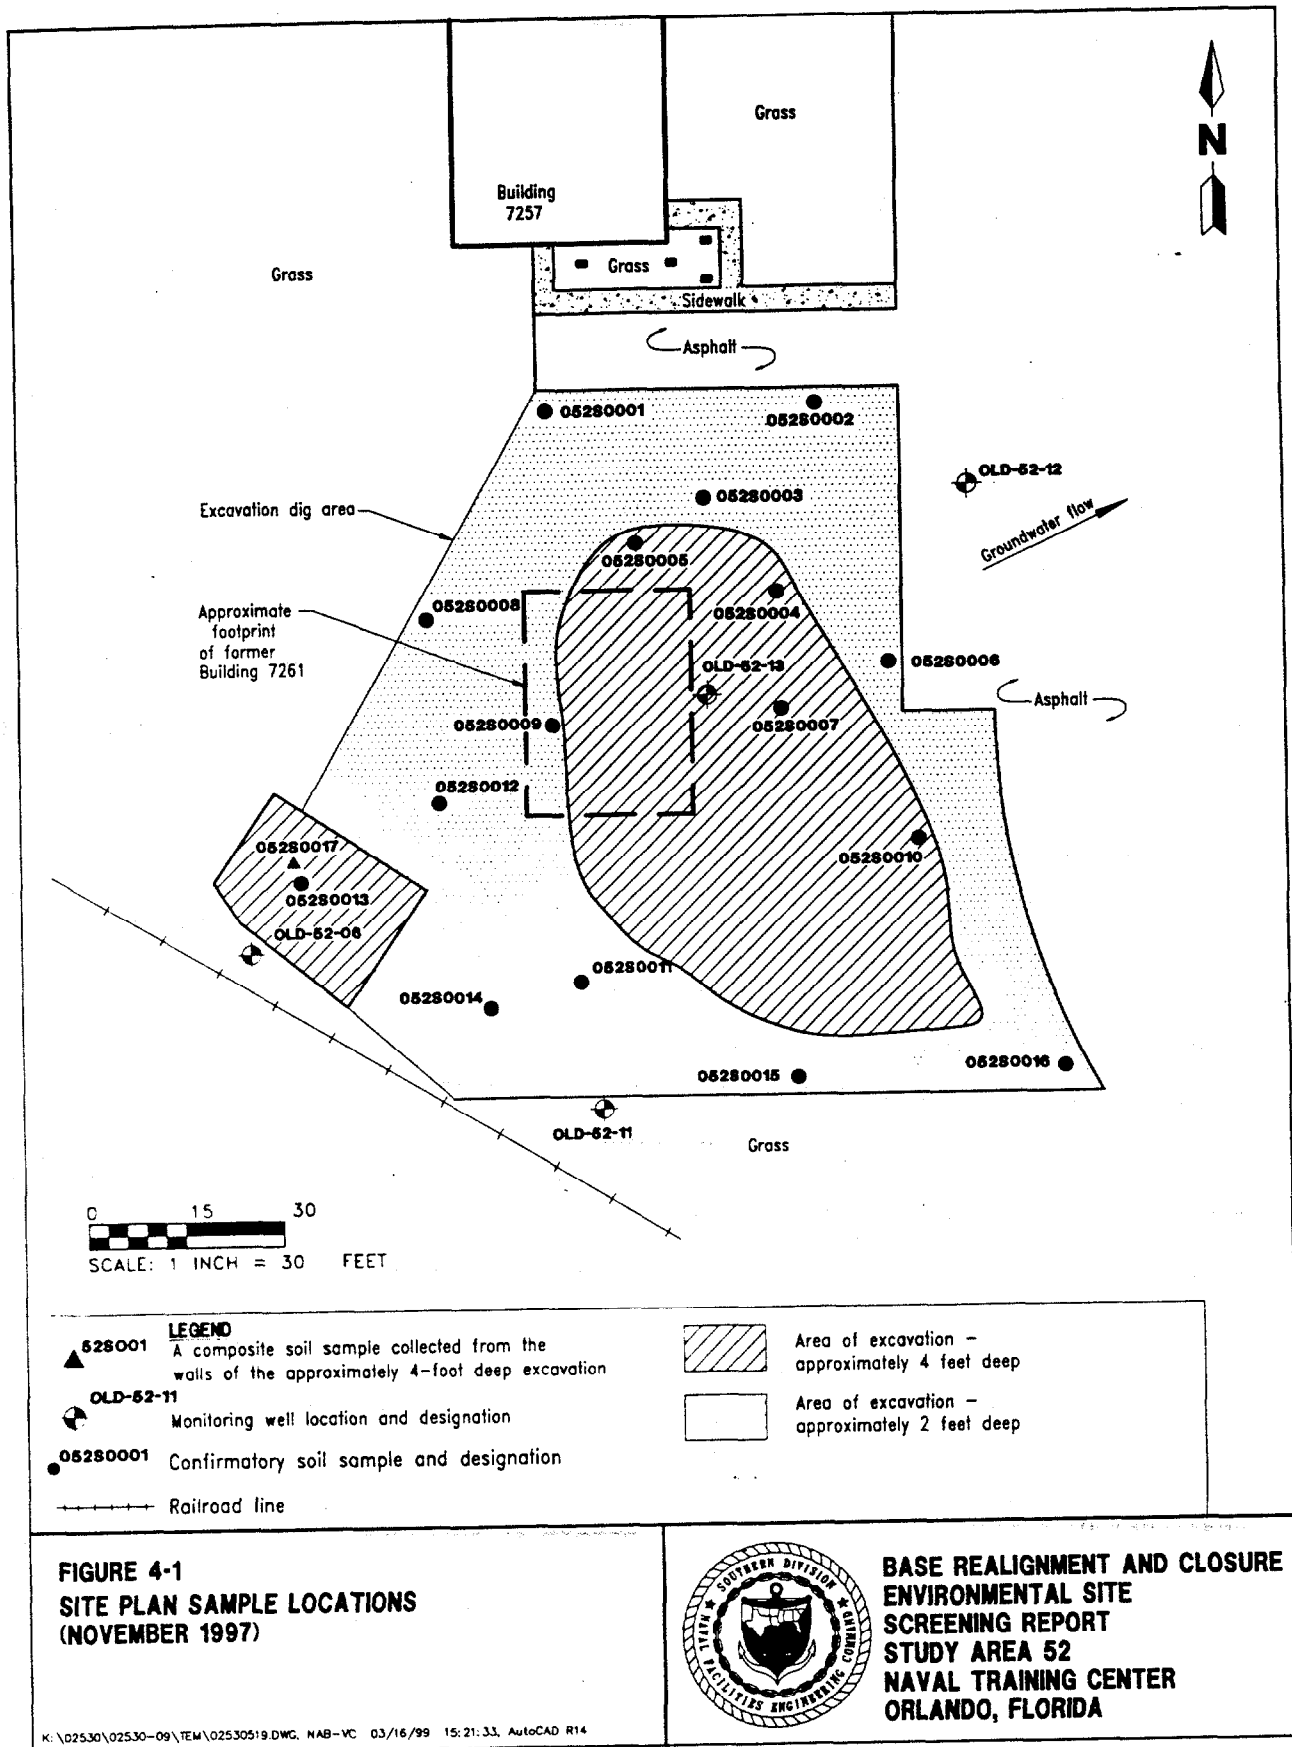 Grass
N
Building
7257
Grass
Grass
Sidewalk
Asphalt
05280001
05280002
OLD-52-12
05280003
Excavation dig area
Groundwater flow
05280005
05280008
05280004
Approximate
footprint
of former
Building 7261
OLD-52-13
05280006
Asphalt
05280009
05280007
05280012
05280017
05280010
05280013
OLD-52-06
05280011
05280014
05280015
05280016
OLD-52-11
Grass
0 15 30
SCALE: 1 INCH = 30 FEET
LEGEND
52S001 A composite soil sample collected from the
walls of the approximately 4-foot deep excavation
OLD-52-11
Monitoring well location and designation
05280001 Confirmatory soil sample and designation
Railroad line
Area of excavation -
approximately 4 feet deep
Area of excavation -
approximately 2 feet deep
FIGURE 4-1
SITE PLAN SAMPLE LOCATIONS
(NOVEMBER 1997)
SOUTHERN DIVISION
NAVAL FACILITIES ENGINEERING COMMAND
BASE REALIGNMENT AND CLOSURE
ENVIRONMENTAL SITE
SCREENING REPORT
STUDY AREA 52
NAVAL TRAINING CENTER
ORLANDO, FLORIDA
K:\02530\02530-09\TEM\02530519.DWG, NAB-VC 03/16/99 15:21:33, AutoCAD R14